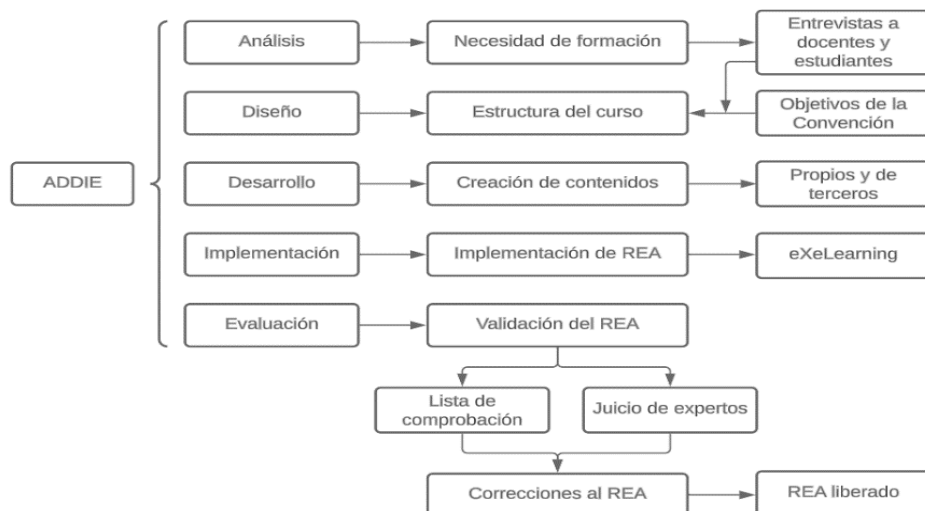 ADDIE
Análisis
Necesidad de formación
Entrevistas a
docentes y
estudiantes
Diseño
Estructura del curso
Objetivos de la
Convención
Desarrollo
Creación de contenidos
Propios y de
terceros
Implementación
Implementación de REA
eXeLearning
Evaluación
Validación del REA
Lista de
comprobación
Juicio de expertos
Correcciones al REA
REA liberado